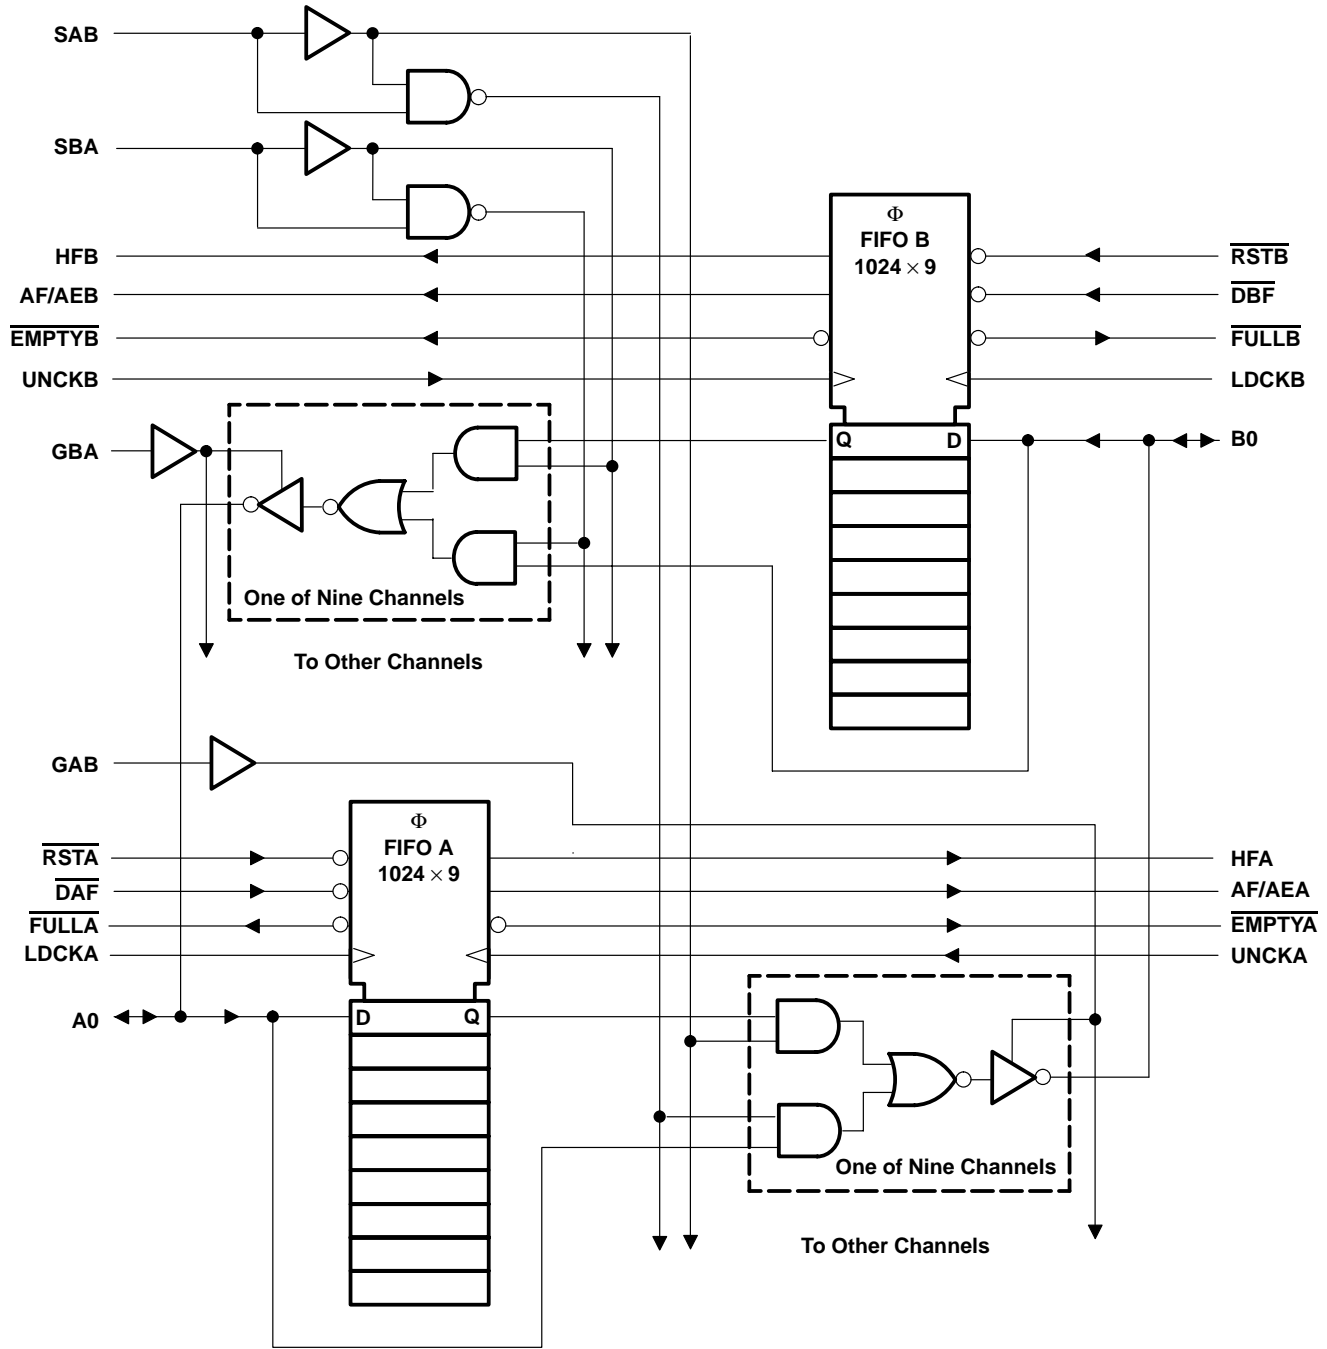 SAB
SBA
Φ
FIFO B
1024 × 9
HFB
RSTB
AF/AEB
DBF
EMPTYB
FULLB
UNCKB
LDCKB
GBA
Q D
B0
One of Nine Channels
To Other Channels
GAB
Φ
FIFO A
1024 × 9
RSTA
HFA
DAF
AF/AEA
FULLA
EMPTYA
LDCKA
UNCKA
A0
D Q
One of Nine Channels
To Other Channels